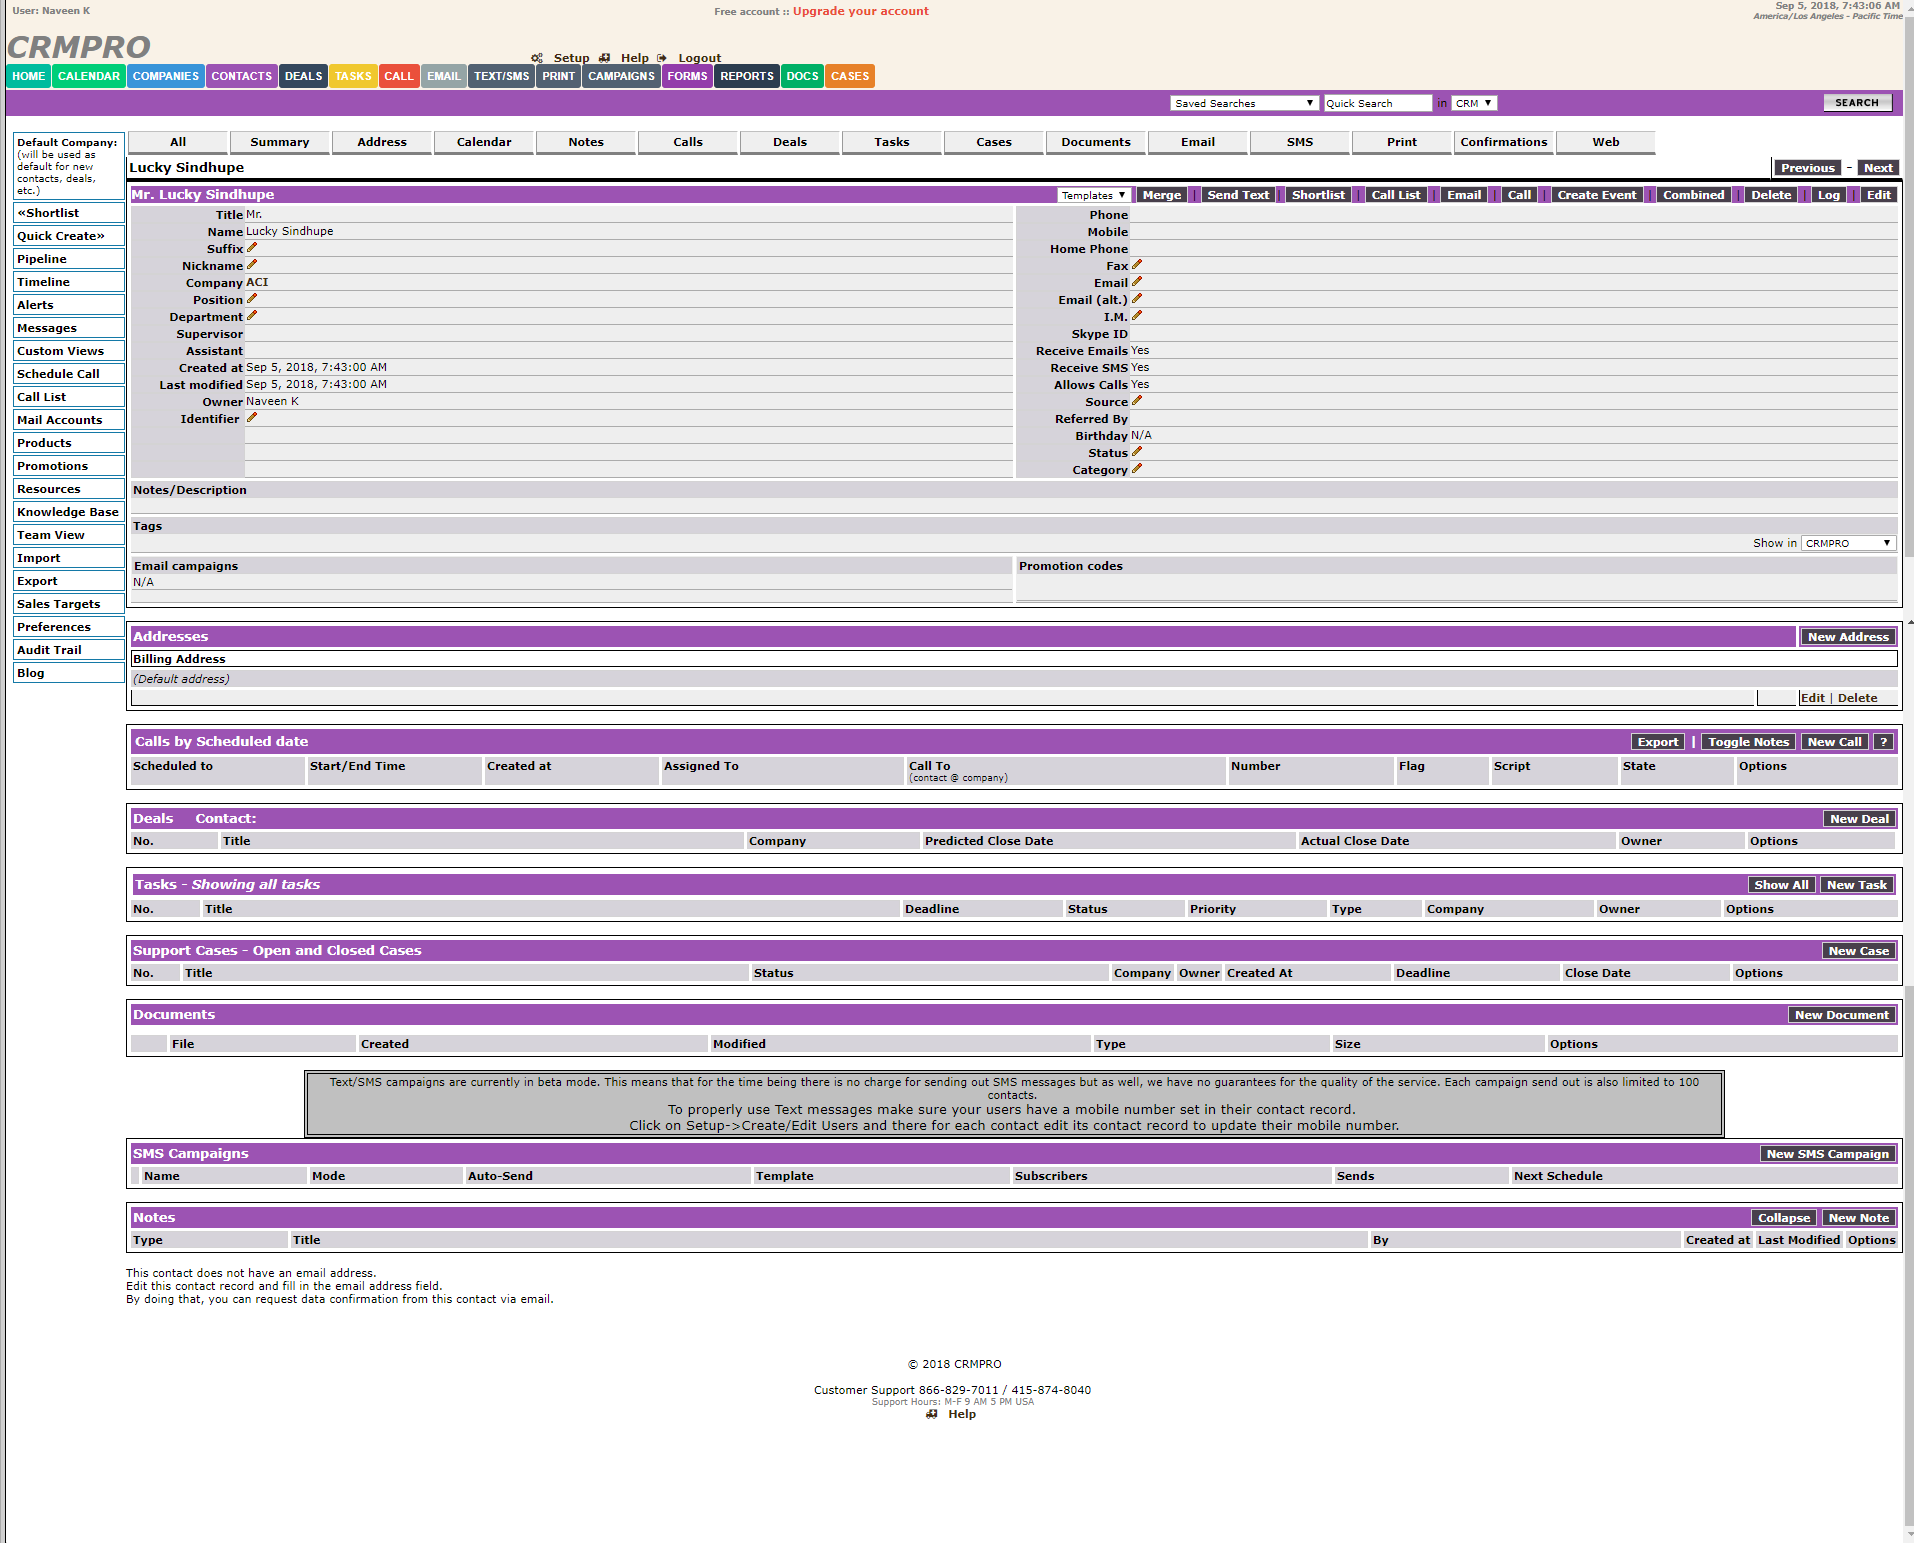 User: Naveen K
Free account :: Upgrade your account
Sep 5, 2018, 7:43:06 AM
America/Los Angeles - Pacific Time
CRMPRO
Setup Help Logout
HOME CALENDAR COMPANIES CONTACTS DEALS TASKS CALL EMAIL TEXT/SMS PRINT CAMPAIGNS FORMS REPORTS DOCS CASES
Saved Searches Quick Search in CRM SEARCH
Default Company:
(will be used as
default for new
contacts, deals,
etc.)
«Shortlist
Quick Create»
Pipeline
Timeline
Alerts
Messages
Custom Views
Schedule Call
Call List
Mail Accounts
Products
Promotions
Resources
Knowledge Base
Team View
Import
Export
Sales Targets
Preferences
Audit Trail
Blog
All Summary Address Calendar Notes Calls Deals Tasks Cases Documents Email SMS Print Confirmations Web
Lucky Sindhupe
Previous - Next
Mr. Lucky Sindhupe
Templates Merge | Send Text | Shortlist | Call List | Email | Call | Create Event | Combined | Delete | Log | Edit
Title Mr.
Name Lucky Sindhupe
Suffix
Nickname
Company ACI
Position
Department
Supervisor
Assistant
Created at Sep 5, 2018, 7:43:00 AM
Last modified Sep 5, 2018, 7:43:00 AM
Owner Naveen K
Identifier
Phone
Mobile
Home Phone
Fax
Email
Email (alt.)
I.M.
Skype ID
Receive Emails Yes
Receive SMS Yes
Allows Calls Yes
Source
Referred By
Birthday N/A
Status
Category
Notes/Description
Tags
Show in CRMPRO
Email campaigns
N/A
Promotion codes
Addresses New Address
Billing Address
(Default address)
Edit | Delete
Calls by Scheduled date Export | Toggle Notes New Call ?
Scheduled to Start/End Time Created at Assigned To Call To Number Flag Script State Options
(contact @ company)
Deals Contact: New Deal
No. Title Company Predicted Close Date Actual Close Date Owner Options
Tasks - Showing all tasks Show All New Task
No. Title Deadline Status Priority Type Company Owner Options
Support Cases - Open and Closed Cases New Case
No. Title Status Company Owner Created At Deadline Close Date Options
Documents New Document
File Created Modified Type Size Options
Text/SMS campaigns are currently in beta mode. This means that for the time being there is no charge for sending out SMS messages but as well, we have no guarantees for the quality of the service. Each campaign send out is also limited to 100
contacts.
To properly use Text messages make sure your users have a mobile number set in their contact record.
Click on Setup->Create/Edit Users and there for each contact edit its contact record to update their mobile number.
SMS Campaigns New SMS Campaign
Name Mode Auto-Send Template Subscribers Sends Next Schedule
Notes Collapse New Note
Type Title By Created at Last Modified Options
This contact does not have an email address.
Edit this contact record and fill in the email address field.
By doing that, you can request data confirmation from this contact via email.
© 2018 CRMPRO
Customer Support 866-829-7011 / 415-874-8040
Support Hours: M-F 9 AM 5 PM USA
Help